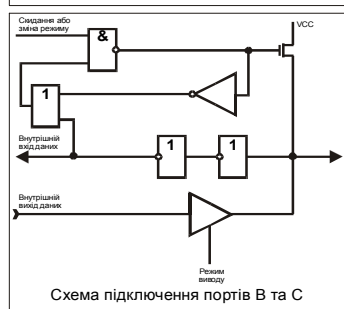 Скидання або
зміна режиму
&
VCC
1
Внутрішній
вхід даних
1
1
Внутрішній
вихід даних
Режим
виводу
Схема підключення портів В та С